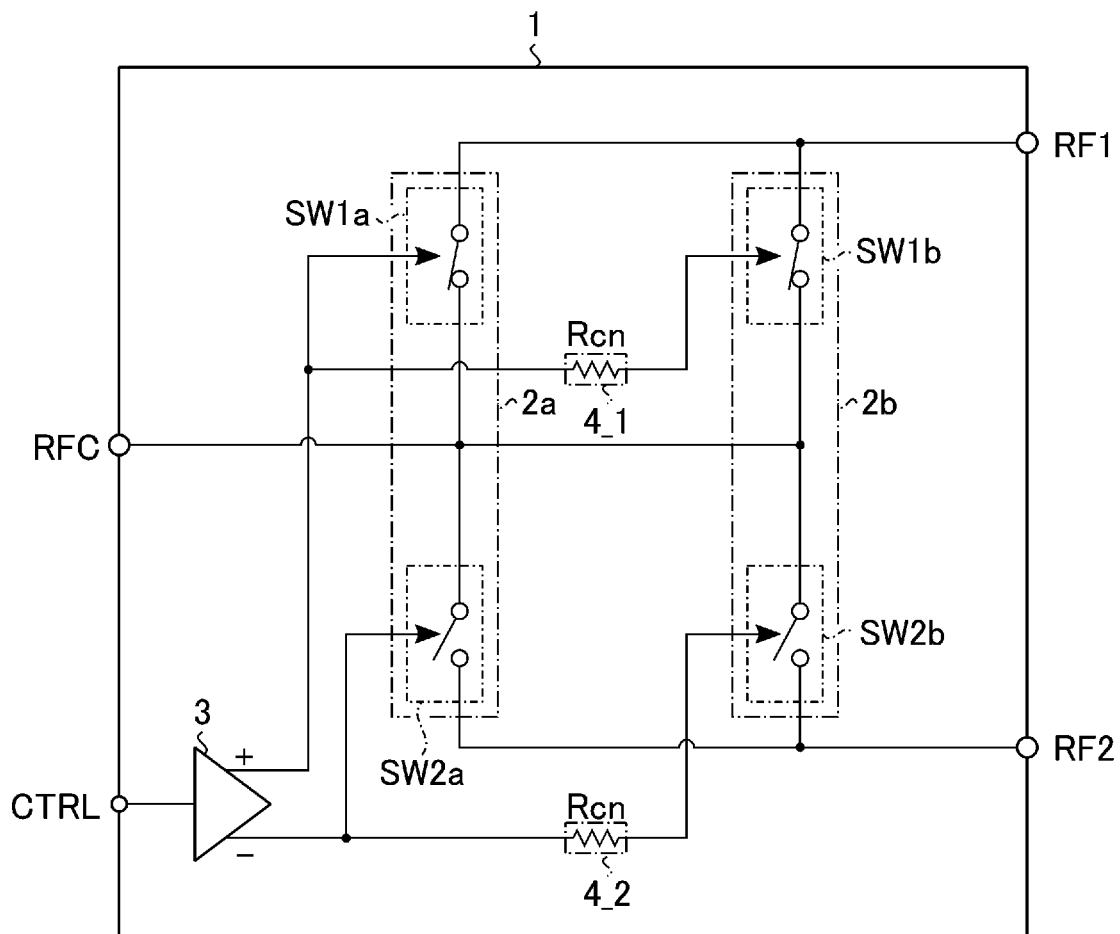 1
RF1
SW1a
SW1b
Rcn
2a
4_1
2b
RFC
SW2b
3
+
SW2a
RF2
CTRL
Rcn
−
4_2